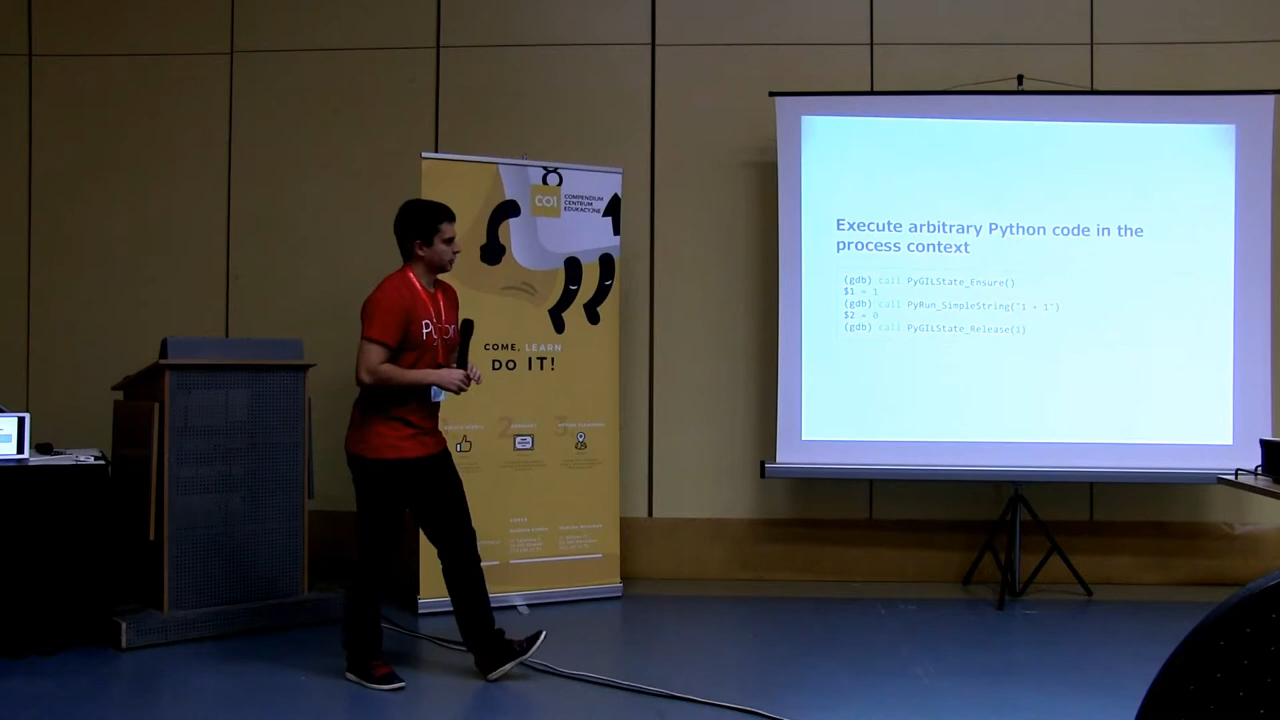 CO1
COMPENDIUM
CENTRUM
EDUKACYJNE
COME, LEARN
DO IT!
Execute arbitrary Python code in the
process context
(gdb) call PyGILState_Ensure()
$1 = 1
(gdb) call PyRun_SimpleString("1 + 1")
$2 = 0
(gdb) call PyGILState_Release(1)